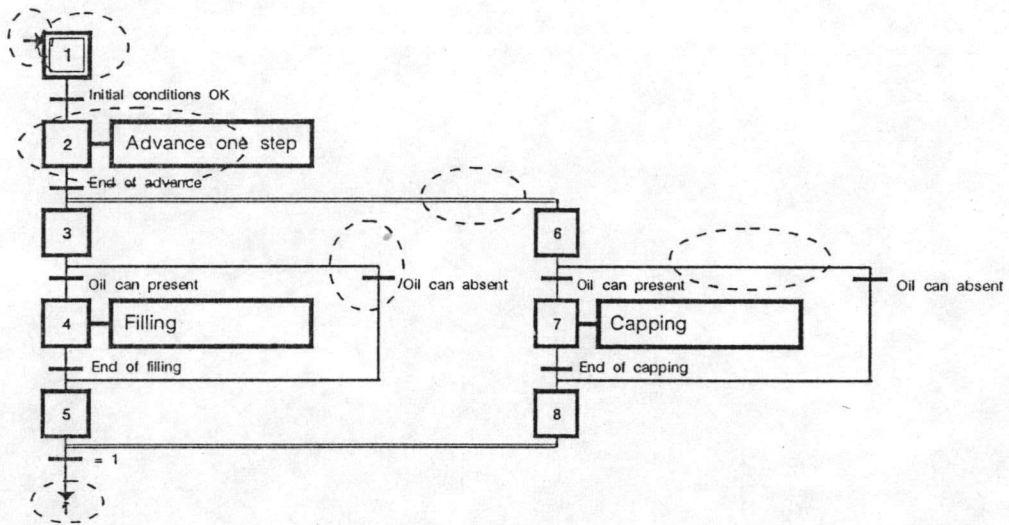 1
Initial conditions OK
2 Advance one step
End of advance
3 6
Oil can present Oil can absent Oil can present Oil can absent
4 Filling 7 Capping
End of filling End of capping
5 8
= 1